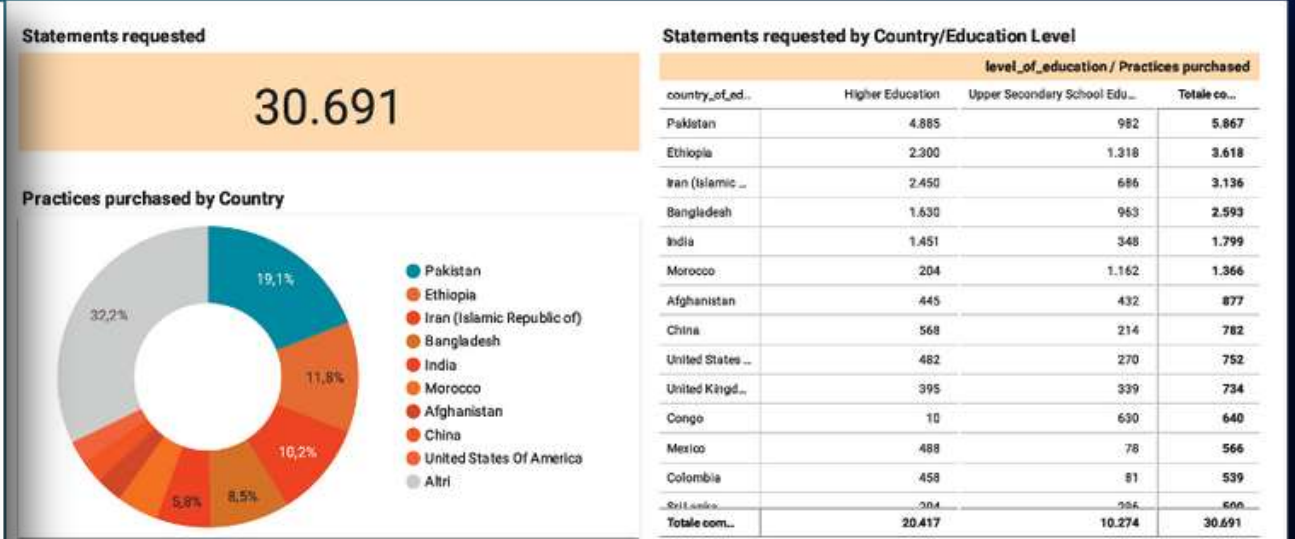 Statements requested
30.691
Practices purchased by Country
19,1%
32,2%
11,8%
10,2%
8,5%
5,8%
Pakistan
Ethiopia
Iran (Islamic Republic of)
Bangladesh
India
Morocco
Afghanistan
China
United States Of America
Altri
Statements requested by Country/Education Level
level_of_education / Practices purchased
country_of_ed... Higher Education Upper Secondary School Edu... Totale co...
Pakistan 4.885 982 5.867
Ethiopia 2.300 1.318 3.618
Iran (Islamic ... 2.450 686 3.136
Bangladesh 1.630 963 2.593
India 1.451 348 1.799
Morocco 204 1.162 1.366
Afghanistan 445 432 877
China 568 214 782
United States ... 482 270 752
United Kingd... 395 339 734
Congo 10 630 640
Mexico 488 78 566
Colombia 458 81 539
Sri Lanka
Totale com... 20.417 10.274 30.691